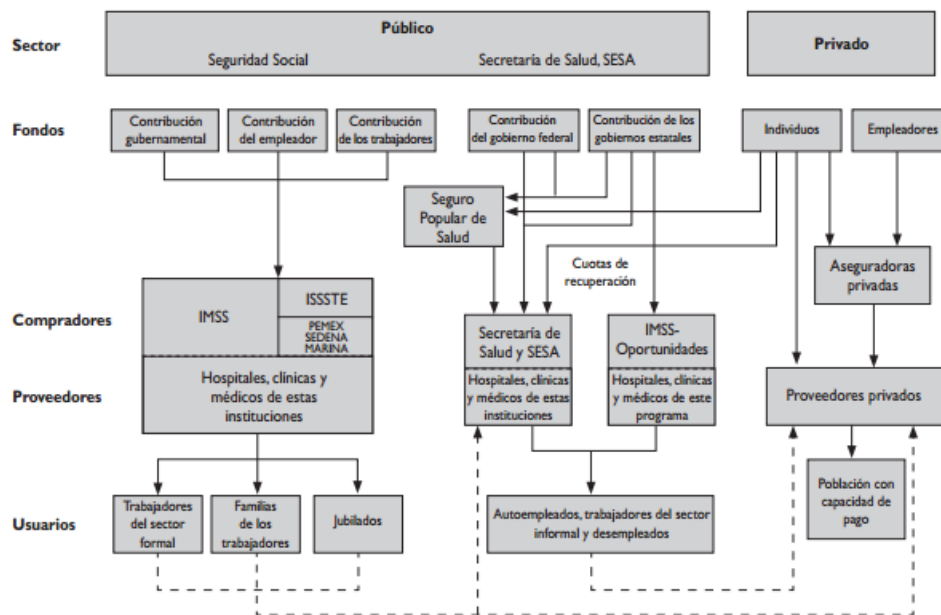 Sector
Público
Seguridad Social
Secretaría de Salud, SESA
Privado
Fondos
Contribución
gubernamental
Contribución
del empleador
Contribución
de los trabajadores
Contribución
del gobierno federal
Contribución de los
gobiernos estatales
Individuos
Empleadores
Seguro
Popular de
Salud
Cuotas de
recuperación
Aseguradoras
privadas
Compradores
IMSS
ISSSTE
PEMEX
SEDENA
MARINA
Secretaría de
Salud y SESA
IMSS-
Oportunidades
Proveedores
Hospitales, clínicas y
médicos de estas
instituciones
Hospitales, clínicas
y médicos de estas
instituciones
Hospitales, clínicas
y médicos de este
programa
Proveedores privados
Usuarios
Trabajadores
del sector
formal
Familias
de los
trabajadores
Jubilados
Autoempleados, trabajadores del sector
informal y desempleados
Población con
capacidad de
pago